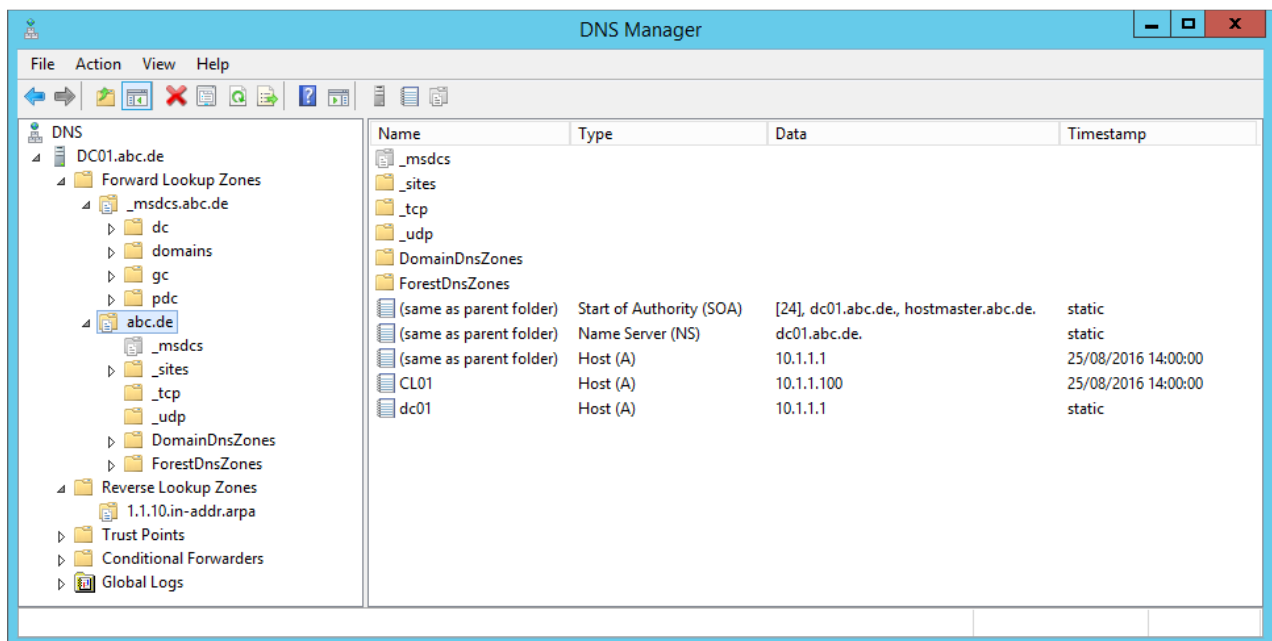 DNS Manager
x
File Action View Help
?
DNS
DC01.abc.de
Forward Lookup Zones
_msdcs.abc.de
dc
domains
gc
pdc
abc.de
_msdcs
_sites
_tcp
_udp
DomainDnsZones
ForestDnsZones
Reverse Lookup Zones
1.1.10.in-addr.arpa
Trust Points
Conditional Forwarders
Global Logs
Name Type Data Timestamp
_msdcs
_sites
_tcp
_udp
DomainDnsZones
ForestDnsZones
(same as parent folder) Start of Authority (SOA) [24], dc01.abc.de., hostmaster.abc.de. static
(same as parent folder) Name Server (NS) dc01.abc.de. static
(same as parent folder) Host (A) 10.1.1.1 25/08/2016 14:00:00
CL01 Host (A) 10.1.1.100 25/08/2016 14:00:00
dc01 Host (A) 10.1.1.1 static